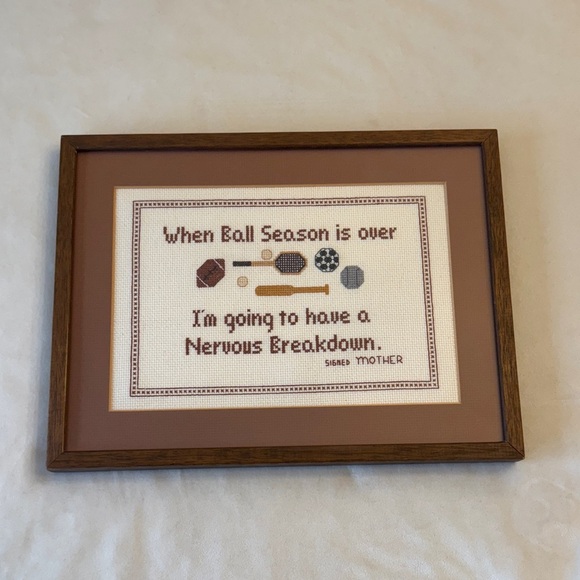 When Ball Season is over
I'm going to have a
Nervous Breakdown.
SIGNED MOTHER